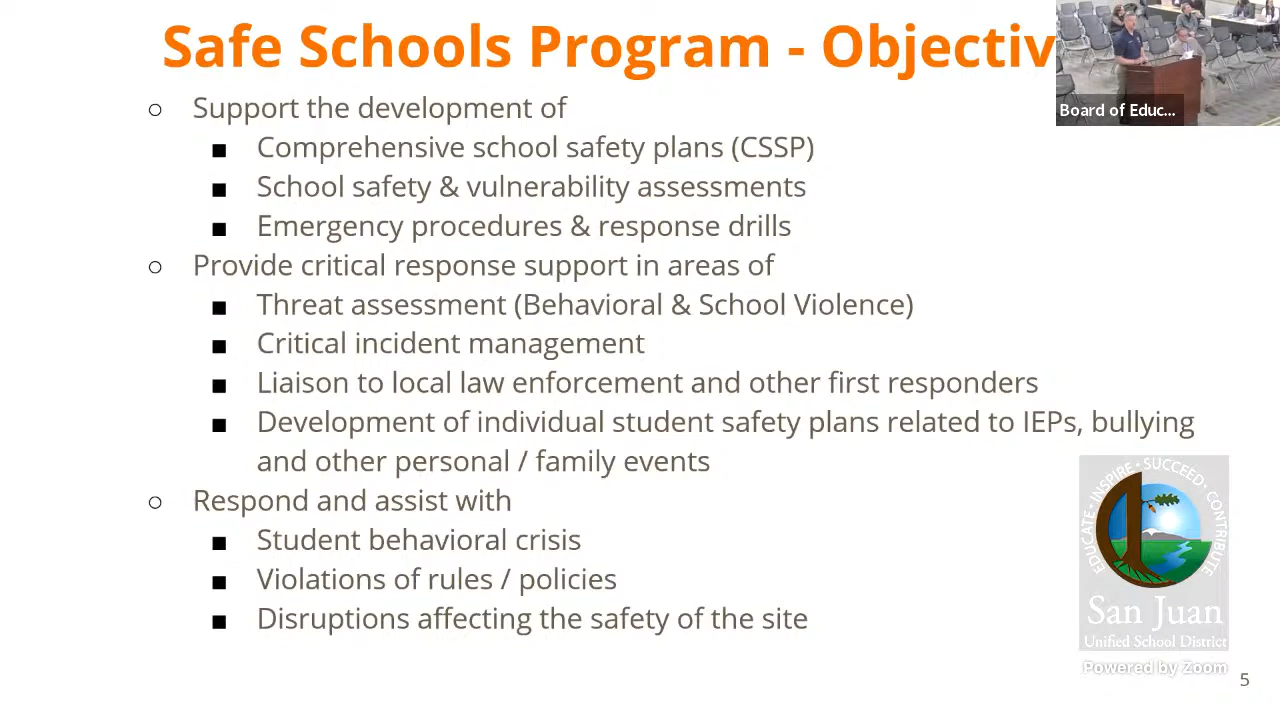 Safe Schools Program - Objectiv
Board of Educ...
Support the development of
Comprehensive school safety plans (CSSP)
School safety & vulnerability assessments
Emergency procedures & response drills
Provide critical response support in areas of
Threat assessment (Behavioral & School Violence)
Critical incident management
Liaison to local law enforcement and other first responders
Development of individual student safety plans related to IEPs, bullying
and other personal / family events
Respond and assist with
Student behavioral crisis
Violations of rules / policies
Disruptions affecting the safety of the site
EDUCATE · INSPIRE · SUCCEED · CONTRIBUTE
San Juan
Unified School District
Powered by Zoom
5